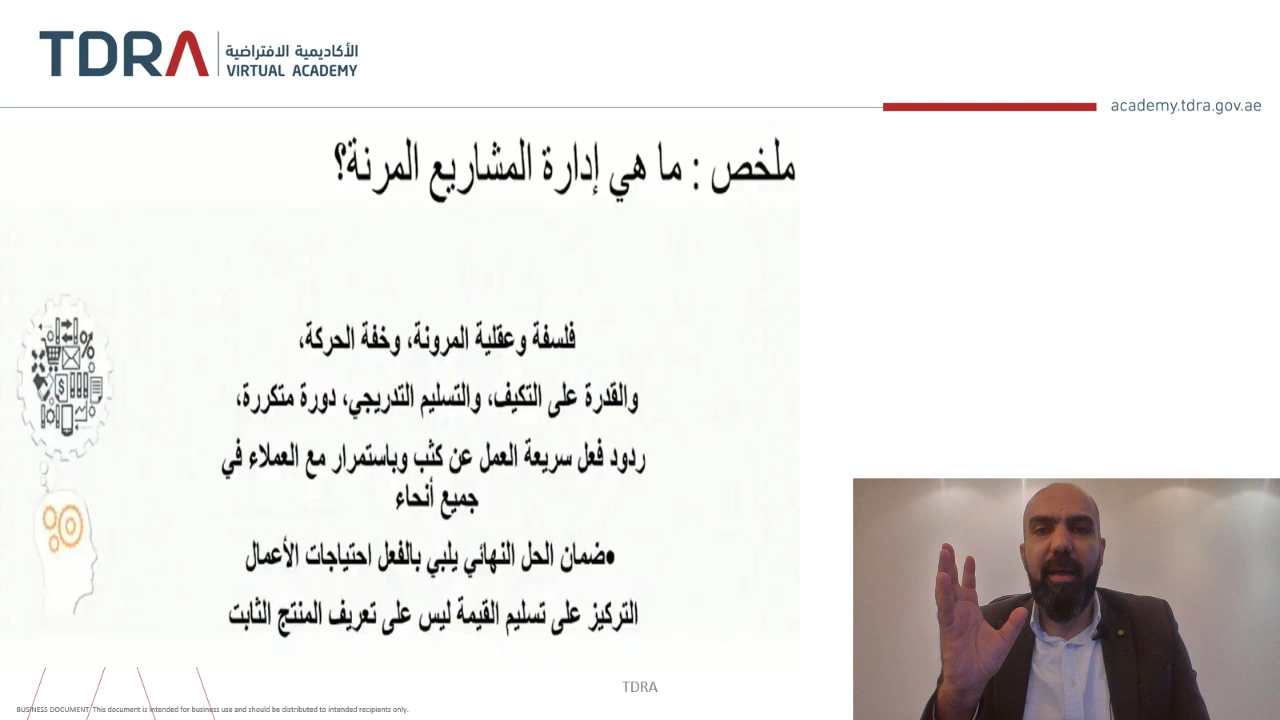 TDRA
الأكاديمية الافتراضية
VIRTUAL ACADEMY
academy.tdra.gov.ae
ملخص : ما هي إدارة المشاريع المرنة؟
فلسفة وعقلية المرونة، وخفة الحركة،
والقدرة على التكيف، والتسليم التدريجي، دورة متكررة،
ردود فعل سريعة العمل عن كثب وباستمرار مع العملاء في
جميع أنحاء
•ضمان الحل النهائي يلبي بالفعل احتياجات الأعمال
التركيز على تسليم القيمة ليس على تعريف المنتج الثابت
TDRA
BUSINESS DOCUMENT: This document is intended for business use and should be distributed to intended recipients only.